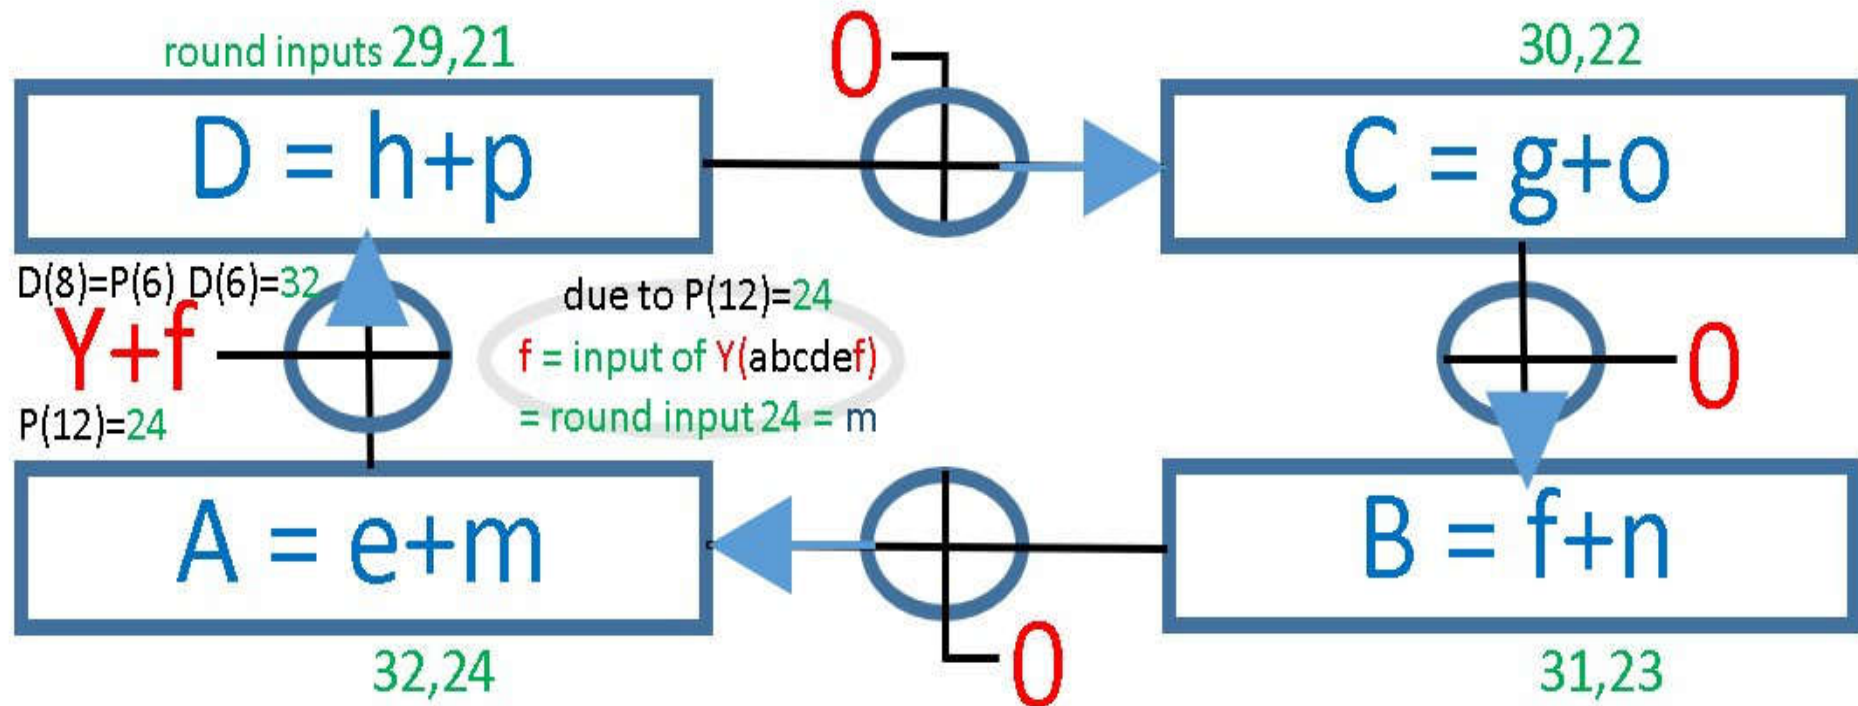 round inputs 29,21
0
30,22
D = h+p
C = g+o
D(8)=P(6) D(6)=32
Y+f
P(12)=24
due to P(12)=24
f = input of Y(abcdef)
= round input 24 = m
0
A = e+m
B = f+n
32,24
0
31,23